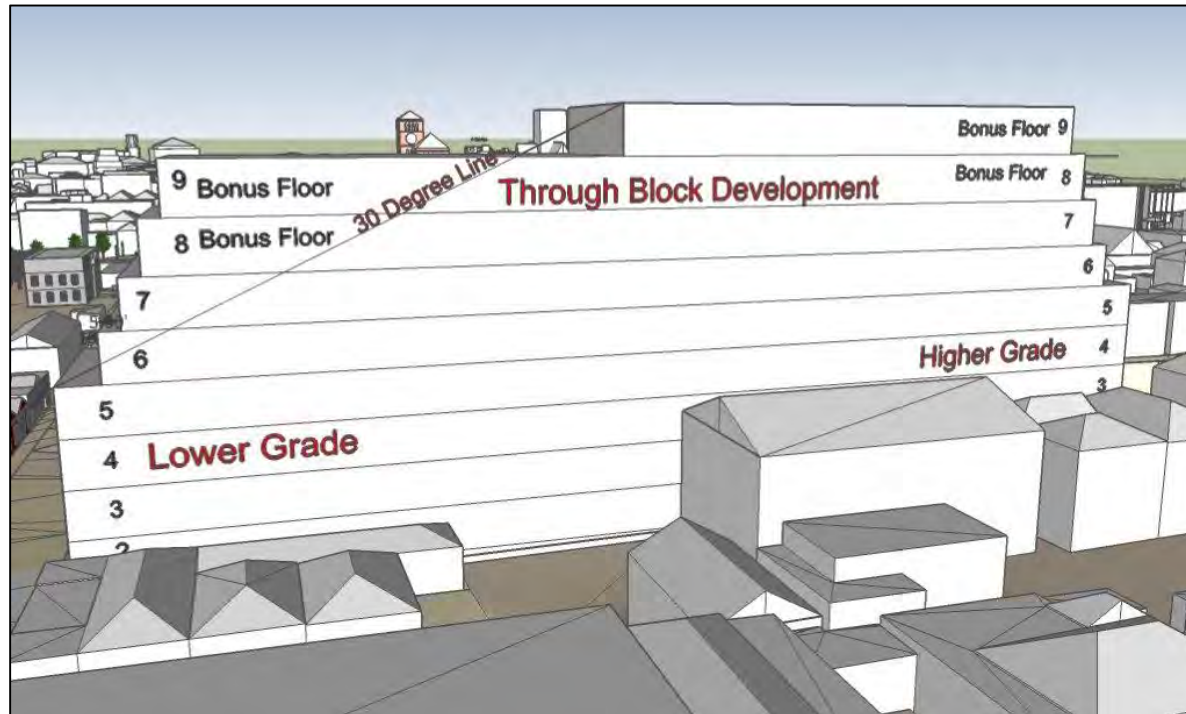 Bonus Floor 9
9 Bonus Floor
30 Degree Line
Through Block Development
Bonus Floor 8
8 Bonus Floor
7
7
6
6
5
5
Higher Grade 4
3
4 Lower Grade
3
2